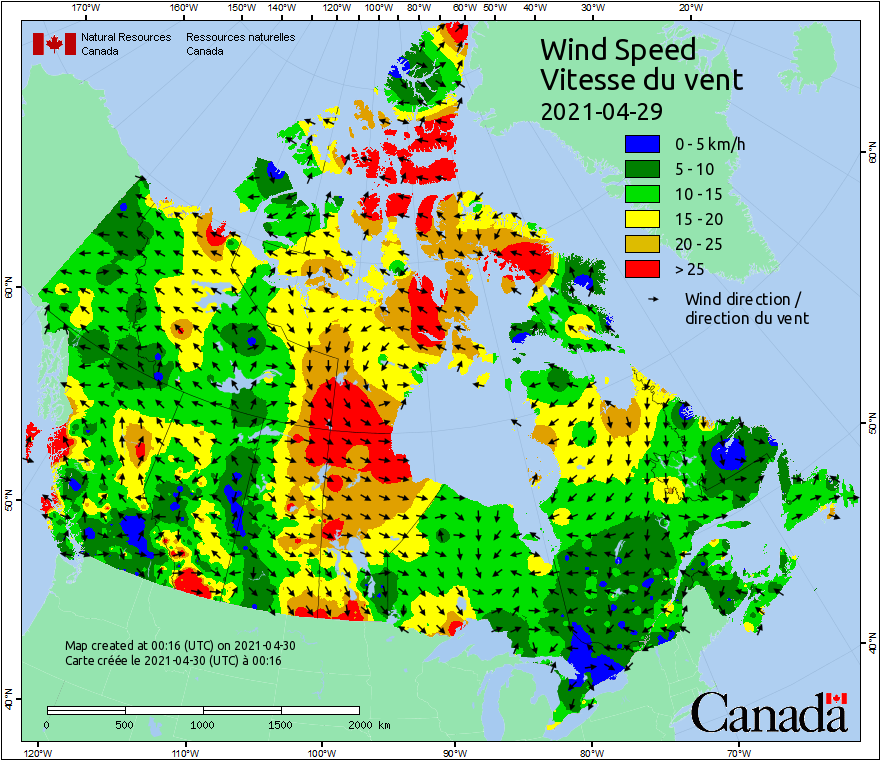 170°W 160°W 150°W 140°W 130°W 120°W 110°W 100°W 90°W 80°W 70°W 60°W 50°W 40°W 30°W 20°W
Natural Resources Ressources naturelles
Canada Canada
Wind Speed
Vitesse du vent
2021-04-29
0 - 5 km/h
5 - 10
10 - 15
15 - 20
20 - 25
> 25
Wind direction /
direction du vent
60°N
60°N
50°N
50°N
40°N
40°N
Map created at 00:16 (UTC) on 2021-04-30
Carte créée le 2021-04-30 (UTC) à 00:16
0 500 1000 1500 2000 km
Canada
120°W 110°W 100°W 90°W 80°W 70°W